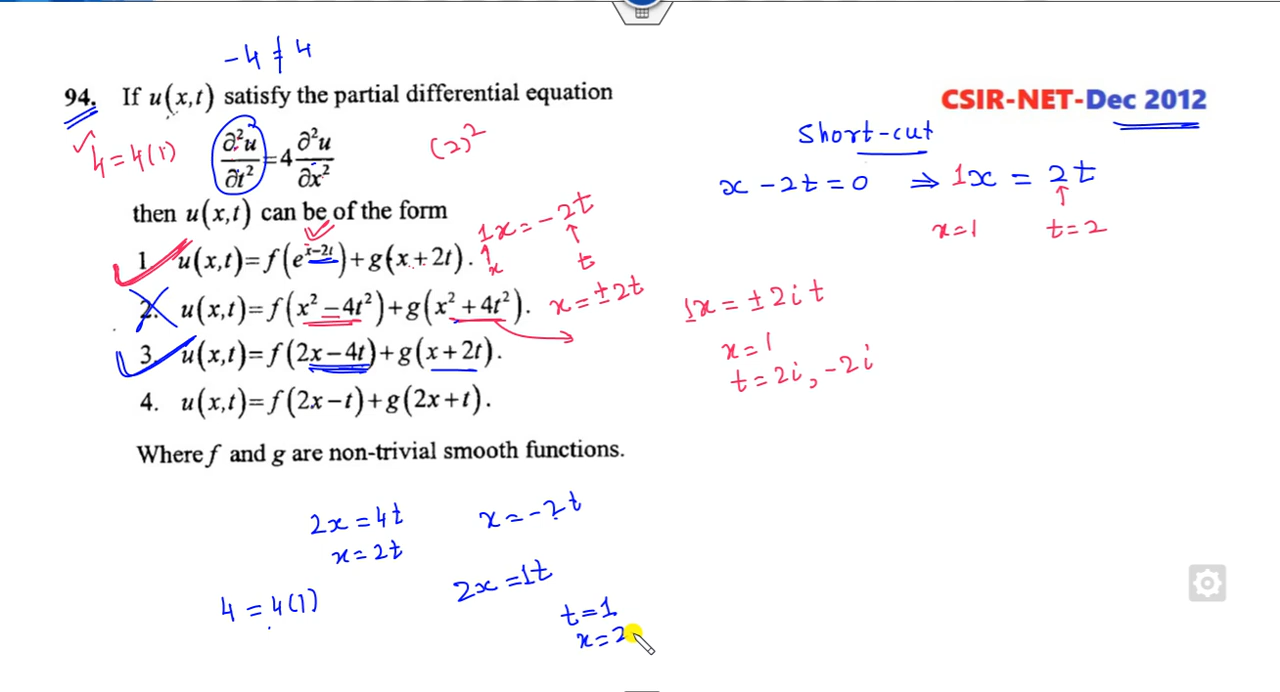 -4 ≠ 4
94. If u(x,t) satisfy the partial differential equation
CSIR-NET-Dec 2012
4 = 4(1)
∂²u/∂t² = 4 ∂²u/∂x²
(2)²
Short-cut
x - 2t = 0 ⇒ 1x = 2t
x=1 t=2
then u(x,t) can be of the form
1x = -2t
x t
1. u(x,t)=f(e^(x-2t))+g(x+2t).
2. u(x,t)=f(x²-4t²)+g(x²+4t²).
x = ±2t
1x = ±2it
x=1
t=2i, -2i
3. u(x,t)=f(2x-4t)+g(x+2t).
4. u(x,t)=f(2x-t)+g(2x+t).
Where f and g are non-trivial smooth functions.
2x = 4t x = -2t
x = 2t
2x = 1t
4 = 4(1)
t=1
x=2